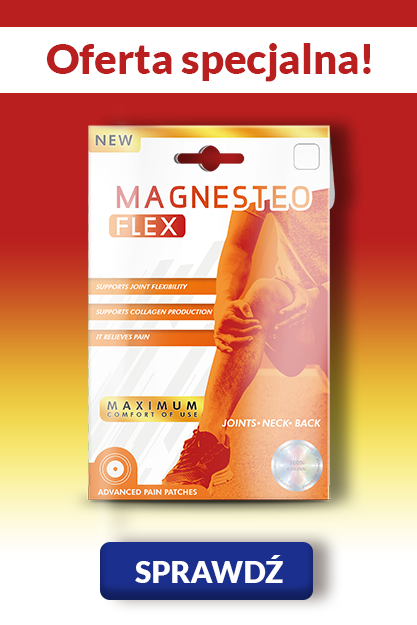 Oferta specjalna!
NEW
MAGNESTEO
FLEX
SUPPORTS JOINT FLEXIBILITY
SUPPORTS COLLAGEN PRODUCTION
IT RELIEVES PAIN
MAXIMUM
COMFORT OF USE
JOINTS • NECK • BACK
100%
ADVANCED PAIN PATCHES
SPRAWDŹ